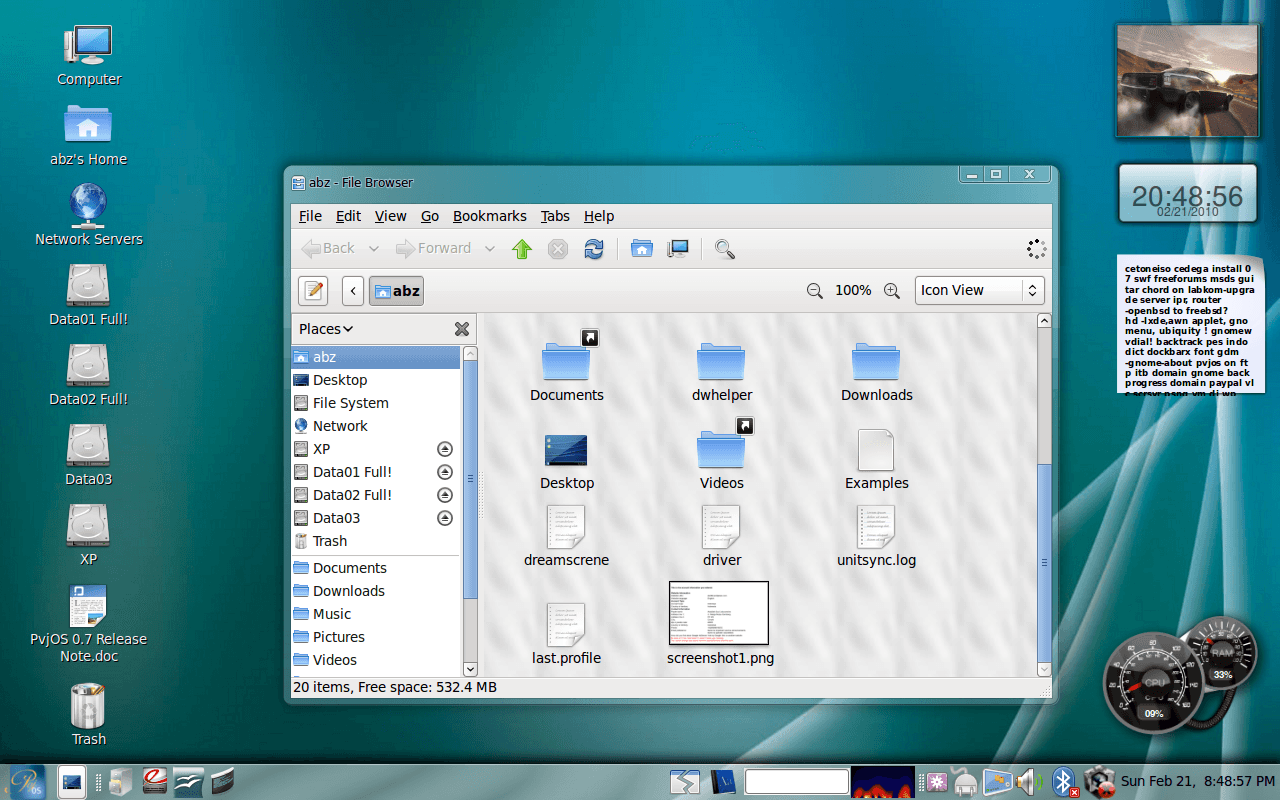 Computer
abz's Home
Network Servers
Data01 Full!
Data02 Full!
Data03
XP
PvjOS 0.7 Release
Note.doc
Trash
abz - File Browser
File Edit View Go Bookmarks Tabs Help
Back Forward
abz 100% Icon View
Places
abz
Desktop
File System
Network
XP
Data01 Full!
Data02 Full!
Data03
Trash
Documents
Downloads
Music
Pictures
Videos
Documents dwhelper Downloads
Desktop Videos Examples
dreamscrene driver unitsync.log
last.profile screenshot1.png
20 items, Free space: 532.4 MB
20:48:56
02/21/2010
cetoneiso cedega install 0
7 swf freeforums msds gui
tar chord on labkom-upgra
de server ipr, router
-openbsd to freebsd?
hd -lxde,awn applet, gno
menu, ubiquity ! gnomew
vdial! backtrack pes indo
dict dockbarx font gdm
-gnome-about pvjos on ft
p itb domain gnome back
progress domain paypal vl
RAM
33%
CPU
09%
OS
Sun Feb 21, 8:48:57 PM